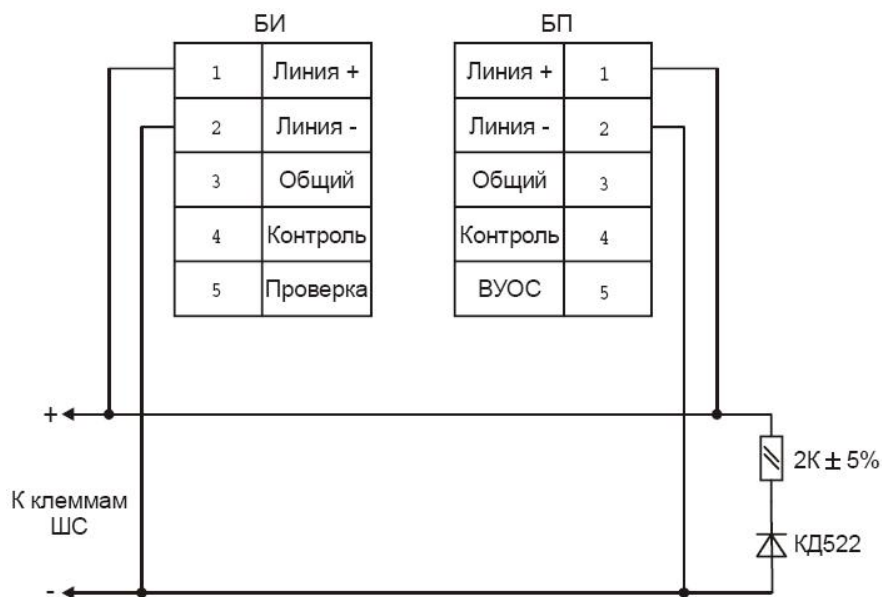 БИ
1 Линия +
2 Линия -
3 Общий
4 Контроль
5 Проверка
БП
Линия + 1
Линия - 2
Общий 3
Контроль 4
ВУОС 5
+
2К ± 5%
К клеммам
ШС
КД522
-